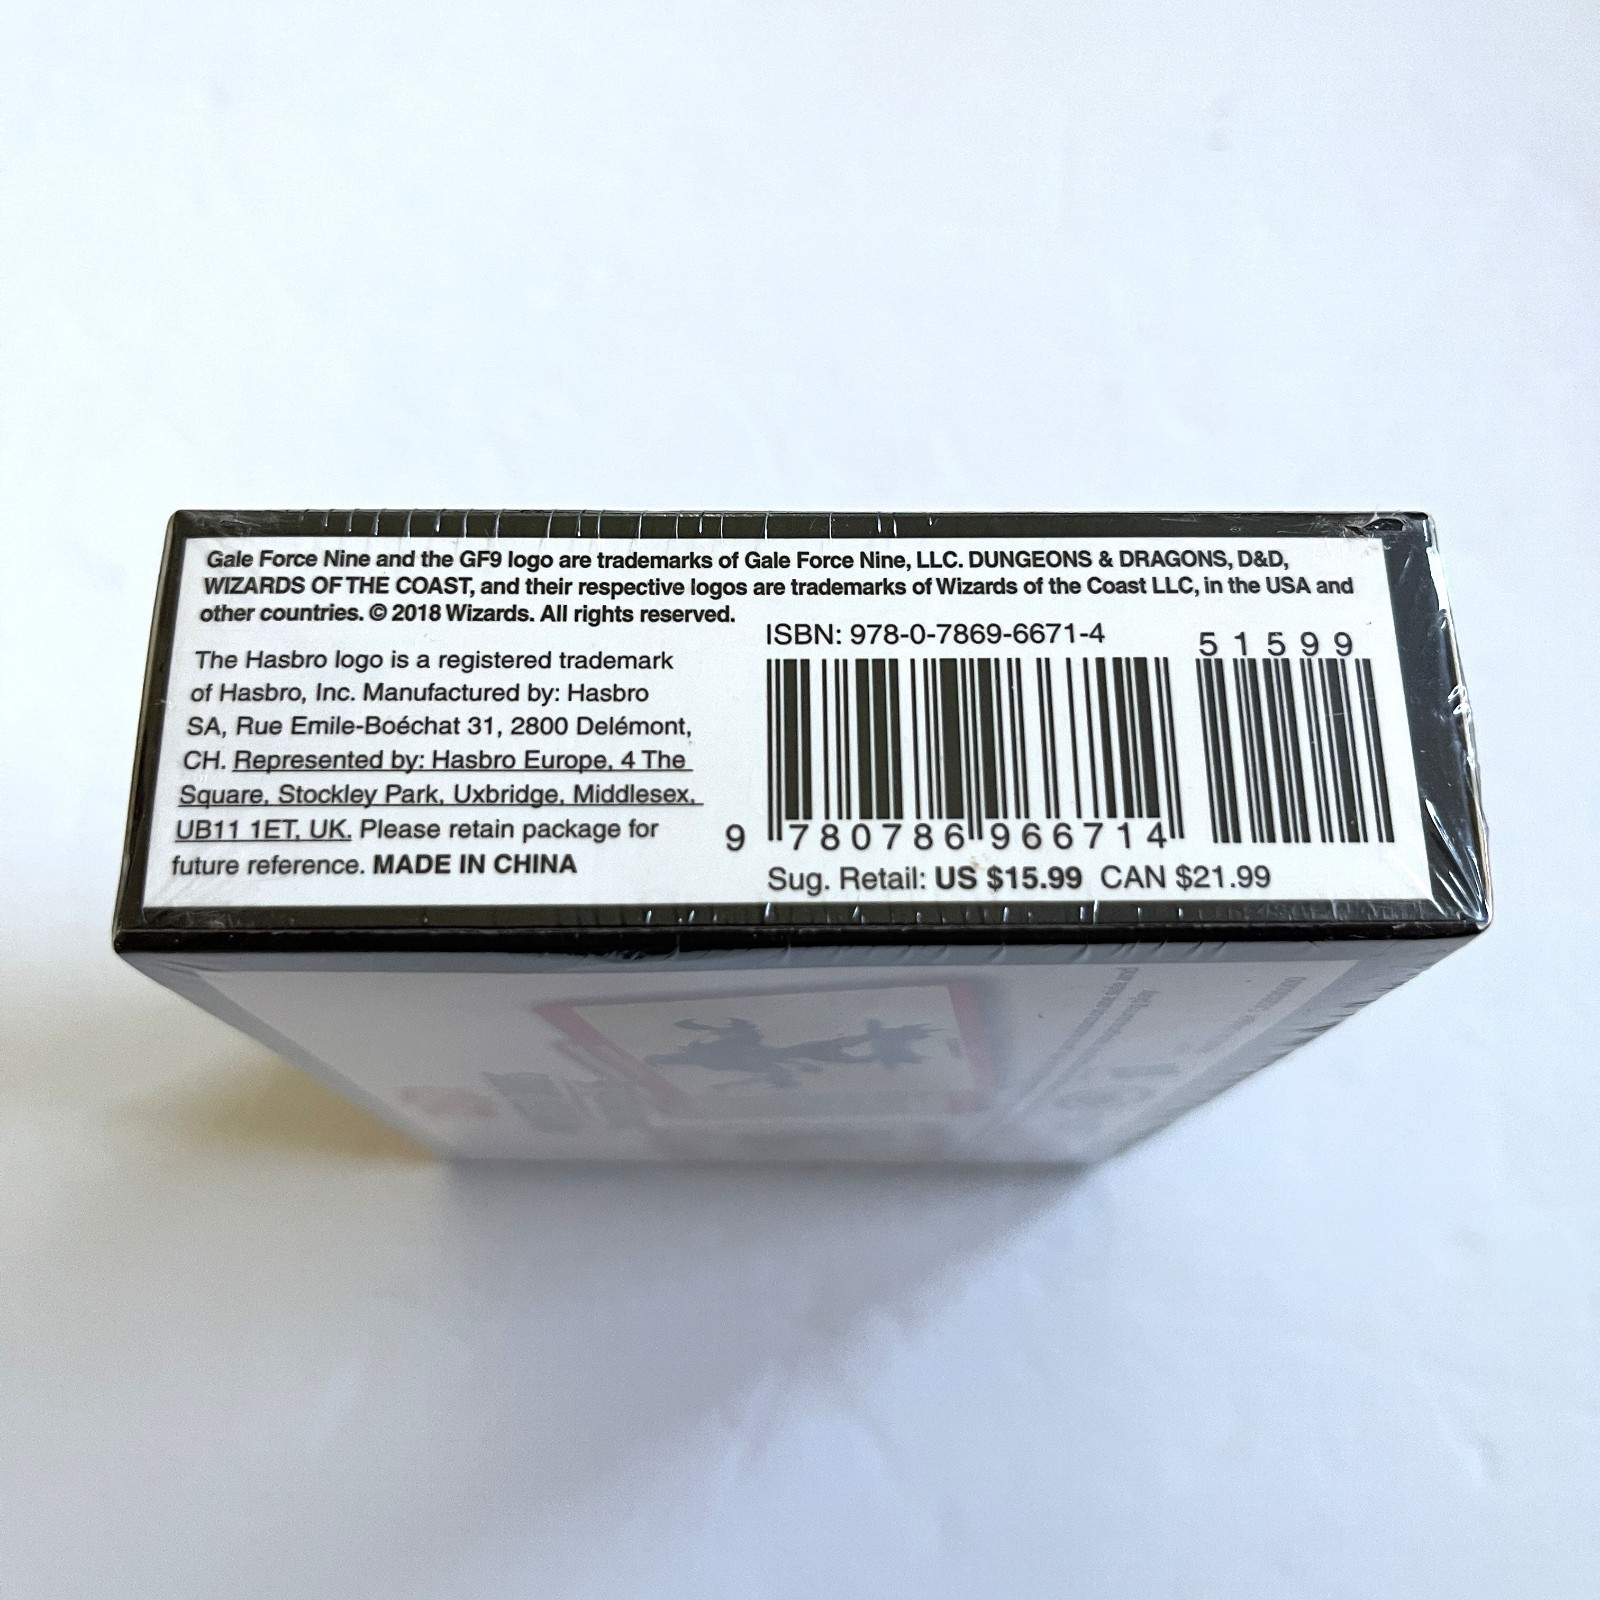 Gale Force Nine and the GF9 logo are trademarks of Gale Force Nine, LLC. DUNGEONS & DRAGONS, D&D,
WIZARDS OF THE COAST, and their respective logos are trademarks of Wizards of the Coast LLC, in the USA and
other countries. © 2018 Wizards. All rights reserved.
The Hasbro logo is a registered trademark
of Hasbro, Inc. Manufactured by: Hasbro
SA, Rue Emile-Boéchat 31, 2800 Delémont,
CH. Represented by: Hasbro Europe, 4 The
Square, Stockley Park, Uxbridge, Middlesex,
UB11 1ET, UK. Please retain package for
future reference. MADE IN CHINA
ISBN: 978-0-7869-6671-4
51599
9 780786 966714
Sug. Retail: US $15.99 CAN $21.99